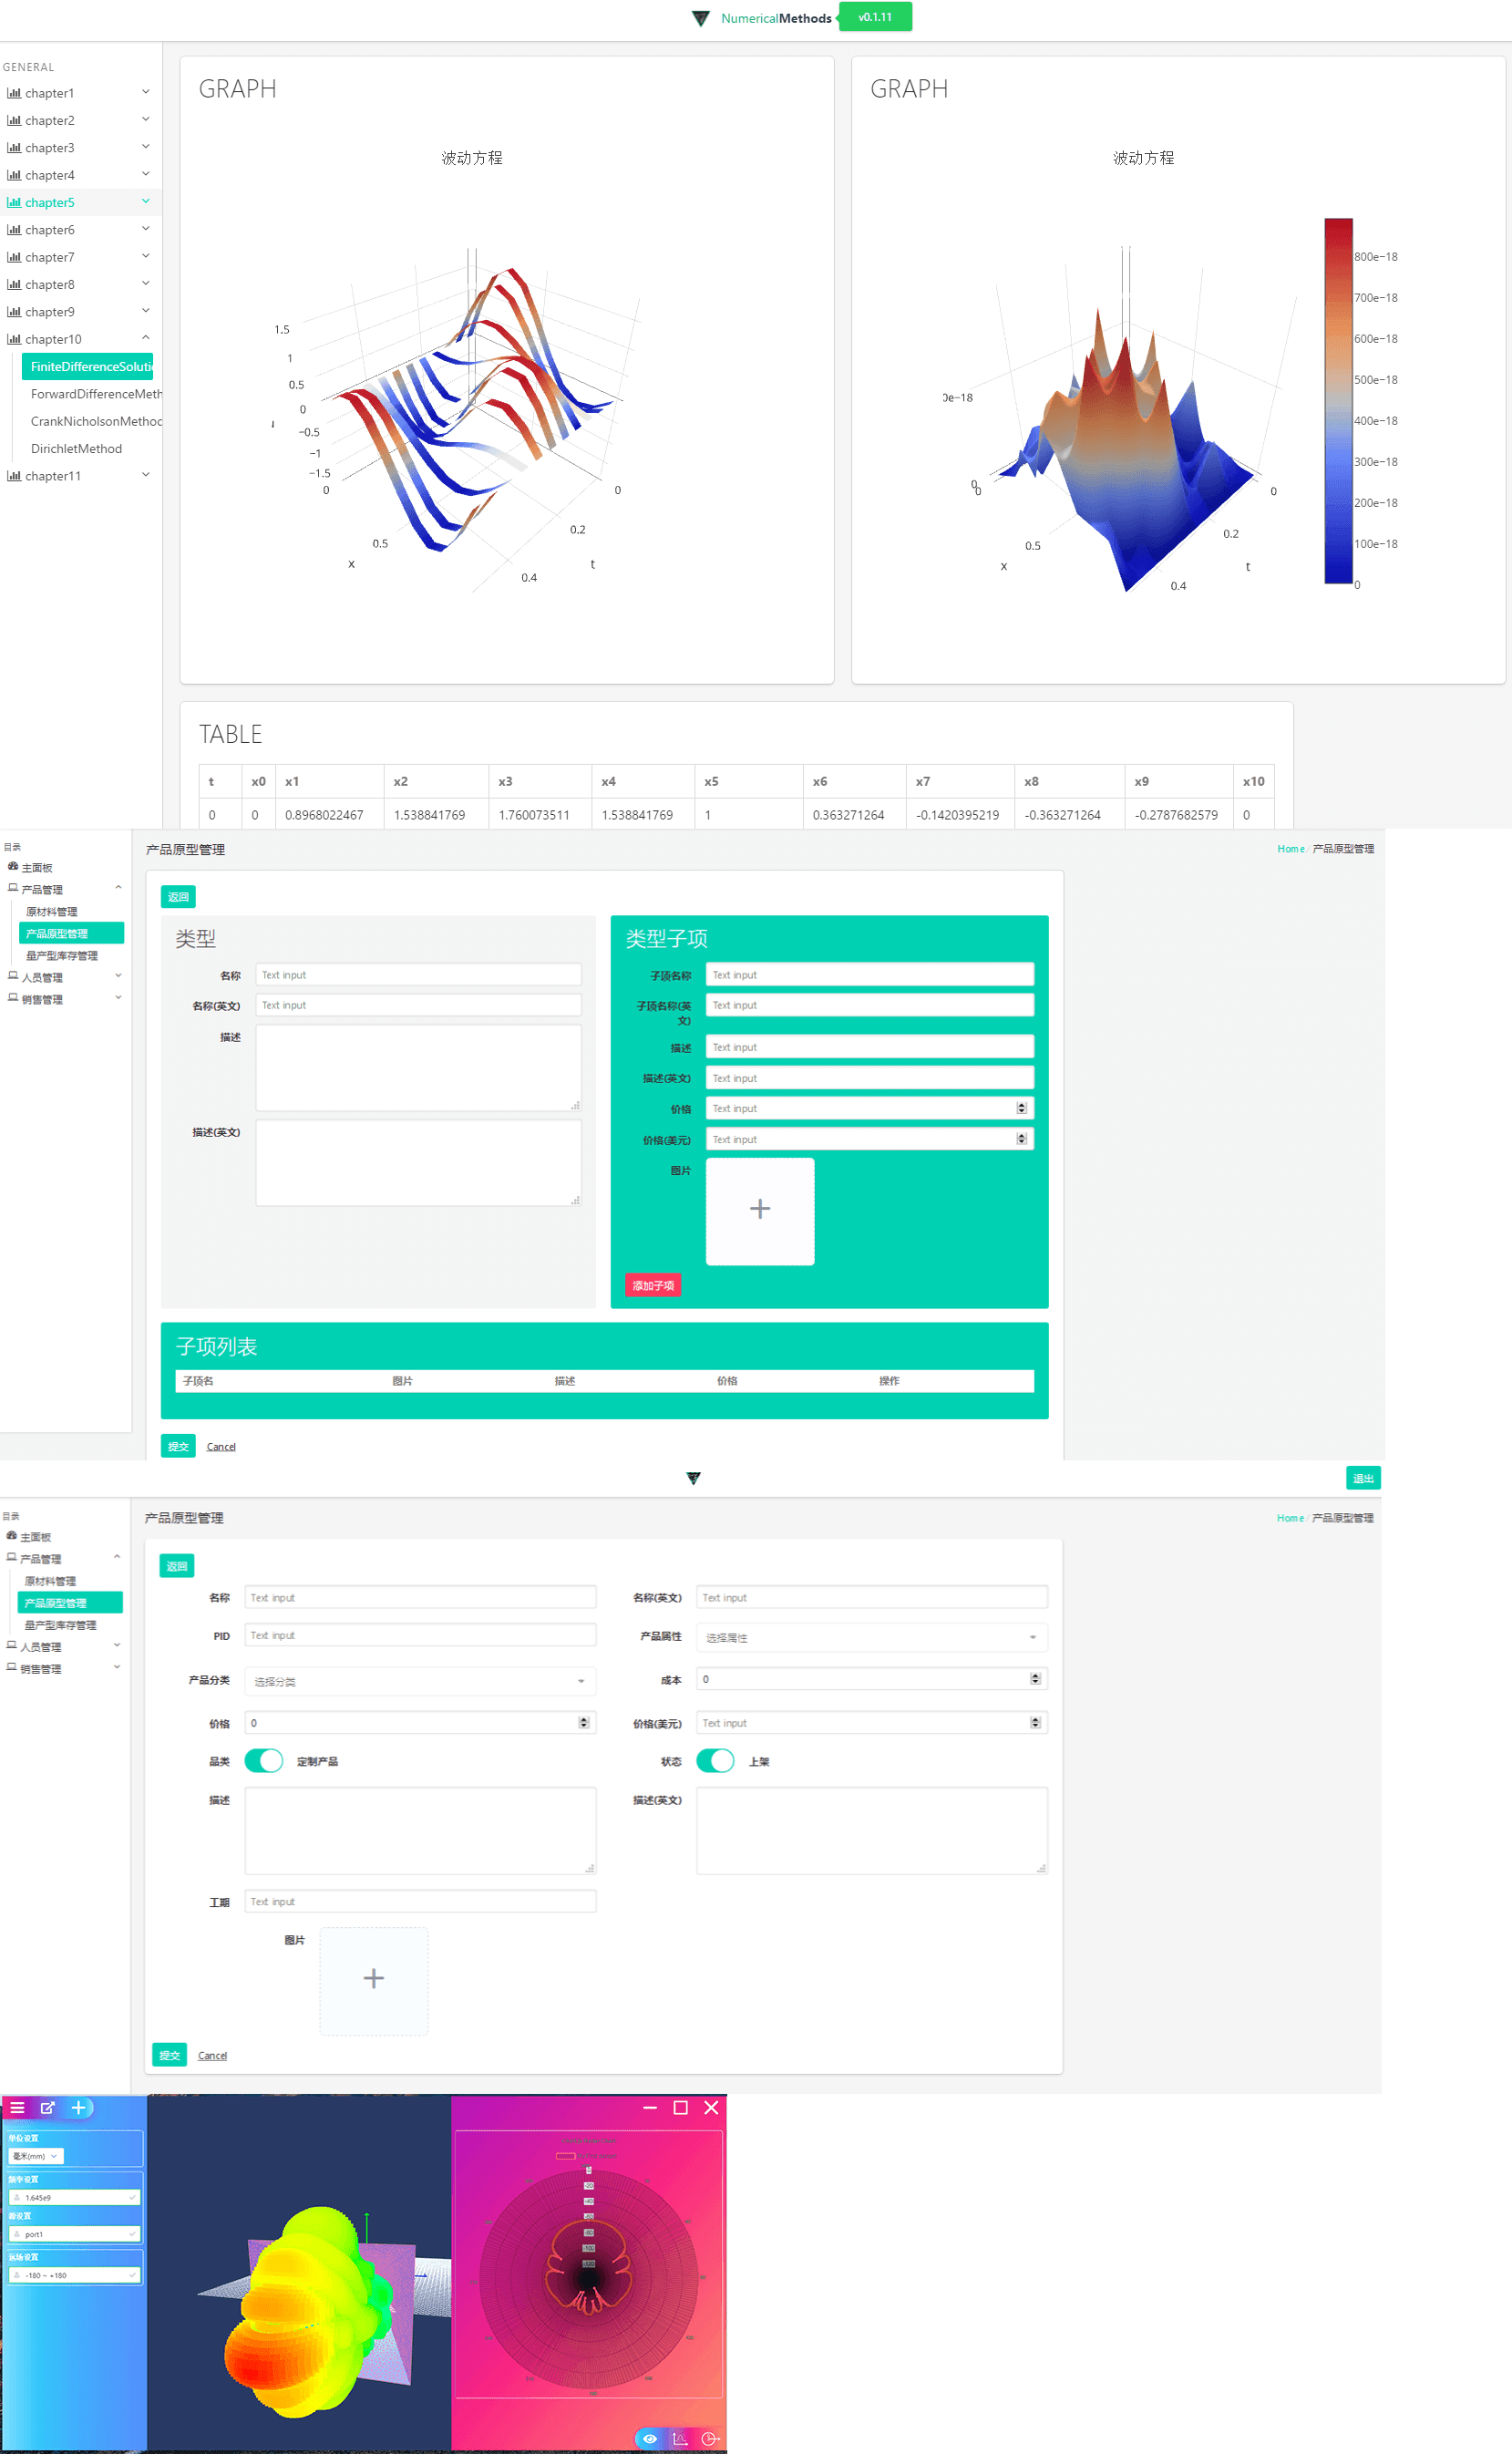 NumericalMethods v0.1.11
GENERAL
chapter1
chapter2
chapter3
chapter4
chapter5
chapter6
chapter7
chapter8
chapter9
chapter10
FiniteDifferenceSoluti
ForwardDifferenceMeth
CrankNicholsonMethod
DirichletMethod
chapter11
GRAPH
波动方程
1.5
1
0.5
0
−0.5
−1
−1.5
0
0.5
x
0
0.2
0.4
t
GRAPH
波动方程
0e−18
0
0
0.5
x
0
0.2
0.4
t
800e−18
700e−18
600e−18
500e−18
400e−18
300e−18
200e−18
100e−18
0
TABLE
t x0 x1 x2 x3 x4 x5 x6 x7 x8 x9 x10
0 0 0.8968022467 1.538841769 1.760073511 1.538841769 1 0.363271264 -0.1420395219 -0.363271264 -0.2787682579 0
目录
主面板
产品管理
原材料管理
产品原型管理
量产型库存管理
人员管理
销售管理
产品原型管理
Home / 产品原型管理
返回
类型
名称 Text input
名称(英文) Text input
描述
描述(英文)
类型子项
子项名称 Text input
子项名称(英
文) Text input
描述 Text input
描述(英文) Text input
价格 Text input
价格(美元) Text input
图片
添加子项
子项列表
子项名 图片 描述 价格 操作
提交 Cancel
退出
目录
主面板
产品管理
原材料管理
产品原型管理
量产型库存管理
人员管理
销售管理
产品原型管理
Home / 产品原型管理
返回
名称 Text input 名称(英文) Text input
PID Text input 产品属性 选择属性
产品分类 选择分类 成本 0
价格 0 价格(美元) Text input
品类 定制产品 状态 上架
描述 描述(英文)
工期 Text input
图片
提交 Cancel
单位设置
毫米(mm)
频率设置
1.645e9
源设置
port1
远场设置
-180 ~ +180